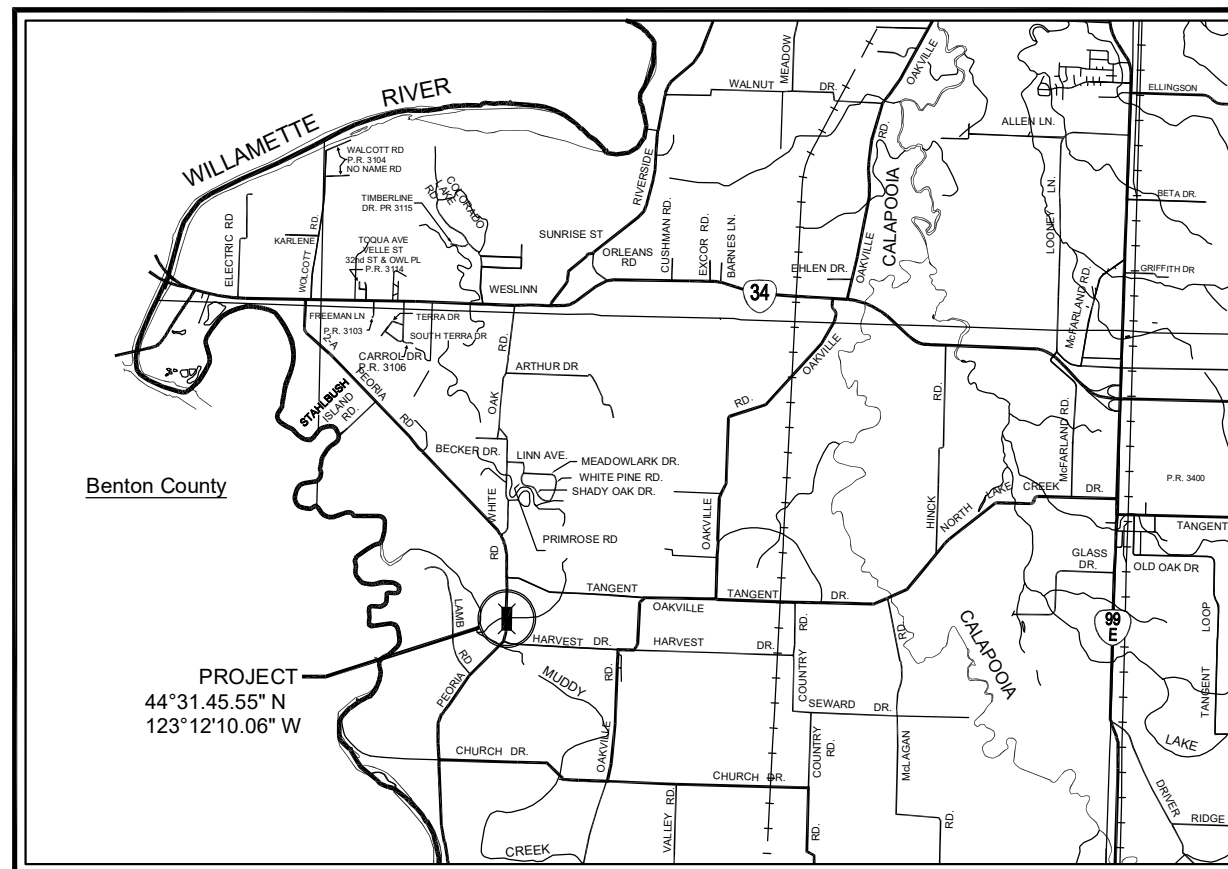 WILLAMETTE RIVER
WALCOTT RD
P.R. 3104
NO NAME RD
TIMBERLINE
DR. PR 3115
COLORADO
LAKE
RD
ELECTRIC RD
KARLENE
WOLCOTT RD.
TOQUA AVE
VELLE ST
32nd ST & OWL PL
P.R. 3114
SUNRISE ST
WESLINN
RIVERSIDE
ORLEANS
RD
CUSHMAN RD.
EXCOR RD.
BARNES LN.
WALNUT DR.
MEADOW
OAKVILLE RD.
OAKVILLE
CALAPOOIA
EHLEN DR.
34
ALLEN LN.
ELLINGSON
LOONEY LN.
BETA DR.
GRIFFITH DR
McFARLAND RD.
FREEMAN LN
P.R. 3103
TERRA DR
SOUTH TERRA DR
CARROL DR
P.R. 3106
2-A
PEORIA RD
STAHLBUSH
ISLAND
RD.
WHITE OAK RD.
ARTHUR DR
BECKER DR.
LINN AVE.
MEADOWLARK DR.
WHITE PINE RD.
SHADY OAK DR.
PRIMROSE RD
RD
OAKVILLE
RD.
OAKVILLE
HINCK RD.
NORTH LAKE CREEK DR.
McFARLAND RD.
P.R. 3400
TANGENT
GLASS
DR.
OLD OAK DR
99
E
TANGENT LOOP
LAKE
Benton County
LAMB RD
TANGENT
OAKVILLE
TANGENT DR.
HARVEST DR.
HARVEST DR.
COUNTRY RD.
RD.
CALAPOOIA
PROJECT
44°31.45.55" N
123°12'10.06" W
PEORIA
MUDDY
OAKVILLE RD.
SEWARD DR.
McLAGAN
COUNTRY RD.
CHURCH DR.
CHURCH DR.
VALLEY RD.
RD.
RD.
CREEK
DRIVER
RIDGE